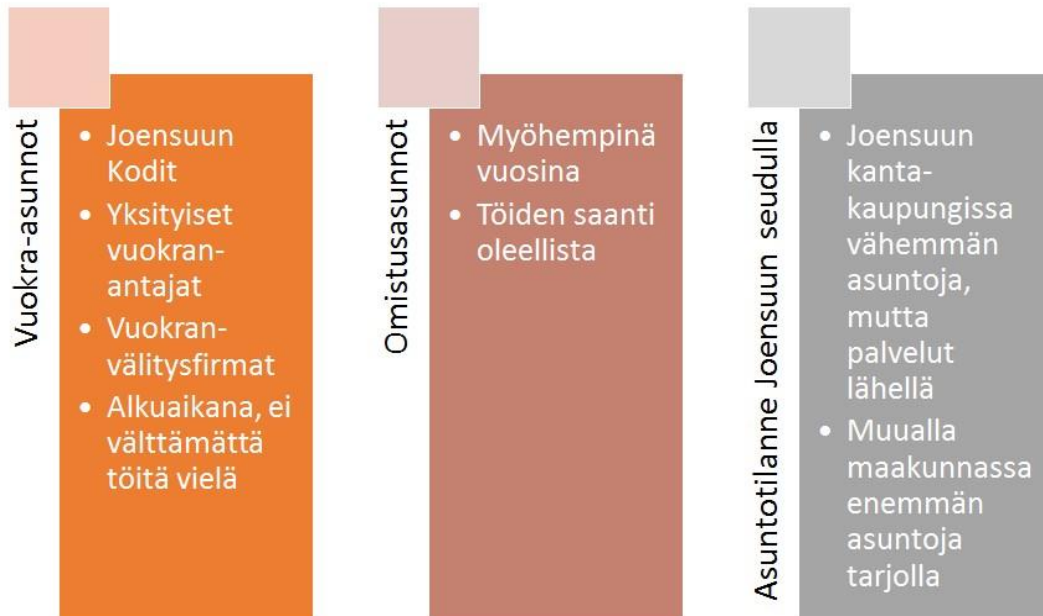 Vuokra-asunnot
• Joensuun
Kodit
• Yksityiset
vuokran-
antajat
• Vuokran-
välitysfirmat
• Alkuaikana, ei
välttämättä
töitä vielä
Omistusasunnot
• Myöhempinä
vuosina
• Töiden saanti
oleellista
Asuntotilanne Joensuun seudulla
• Joensuun
kanta-
kaupungissa
vähemmän
asuntoja,
mutta
palvelut
lähellä
• Muualla
maakunnassa
enemmän
asuntoja
tarjolla